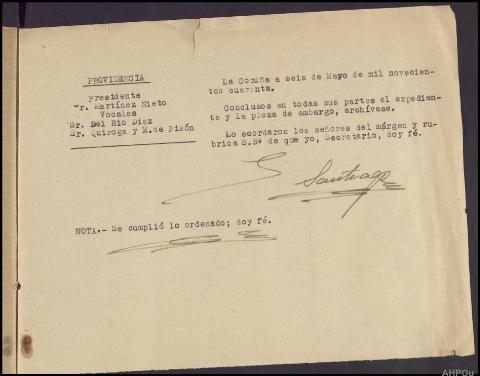 PROVIDENCIA
Presidente
Sr. Martínez Nieto
Vocales
Sr. Del Rio Diaz
Sr. Quiroga y M. de Pisón
La Coruña a seis de Mayo de mil novecien-
tos cuarenta.
Conclusos en todas sus partes el expedien-
te y la pieza de embargo, archívese.
Lo acordaron los señores del márgen y ru-
brica S.Sª de que yo, Secretario, doy fé.
Santiago
NOTA.- Se cumplió lo ordenado; doy fé.
AHPOu